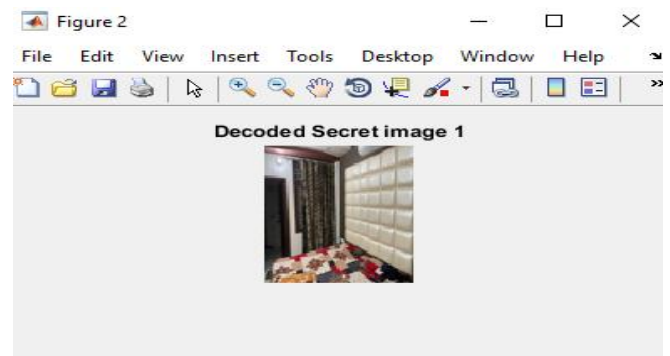 Figure 2
File Edit View Insert Tools Desktop Window Help
Decoded Secret image 1